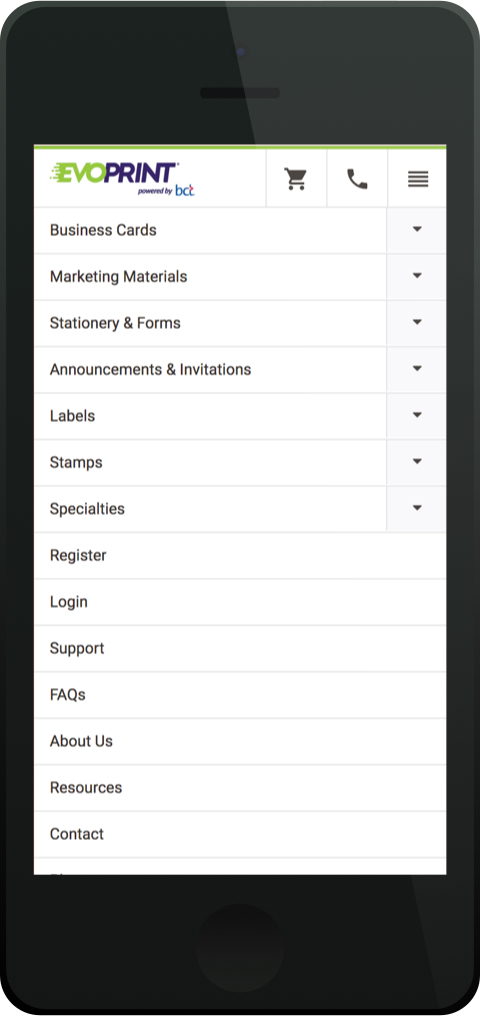 EVOPRINT
powered by bct
Business Cards
Marketing Materials
Stationery & Forms
Announcements & Invitations
Labels
Stamps
Specialties
Register
Login
Support
FAQs
About Us
Resources
Contact